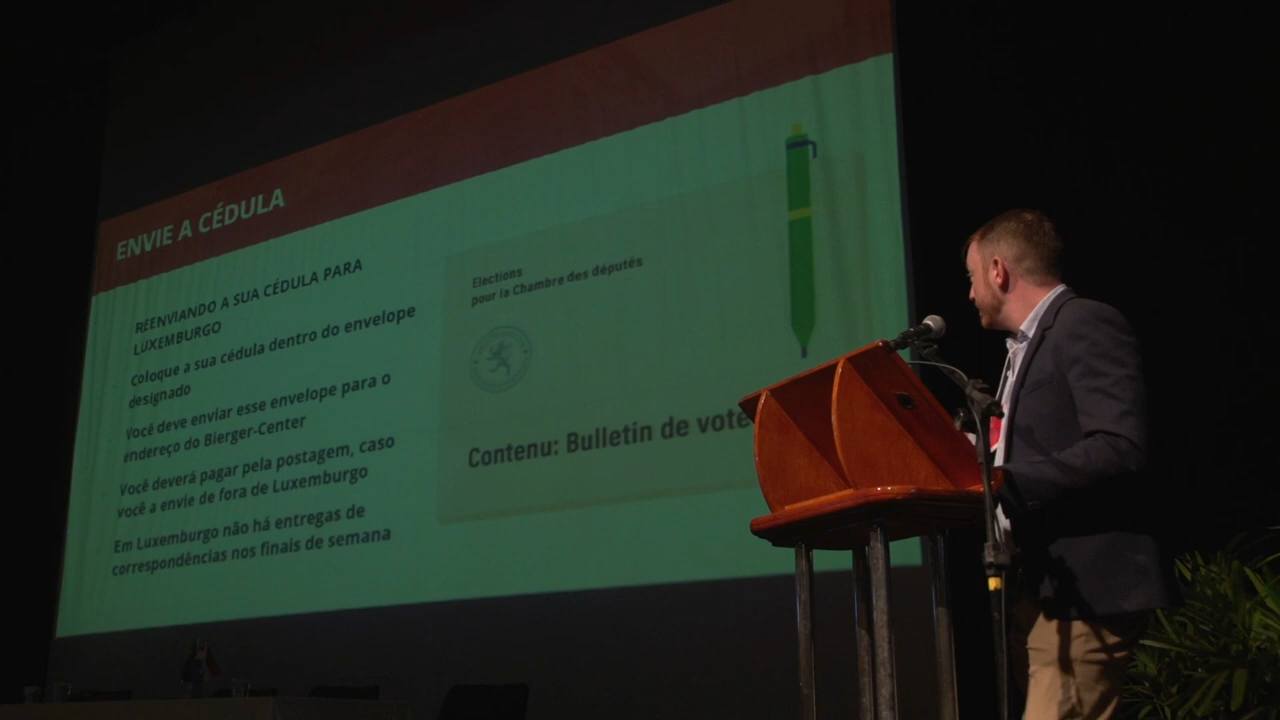 ENVIE A CÉDULA
REENVIANDO A SUA CÉDULA PARA
LUXEMBURGO
Coloque a sua cédula dentro do envelope
designado
Você deve enviar esse envelope para o
endereço do Bierger-Center
Você deverá pagar pela postagem, caso
você a envie de fora de Luxemburgo
Em Luxemburgo não há entregas de
correspondências nos finais de semana
Elections
pour la Chambre des députés
Contenu: Bulletin de vote